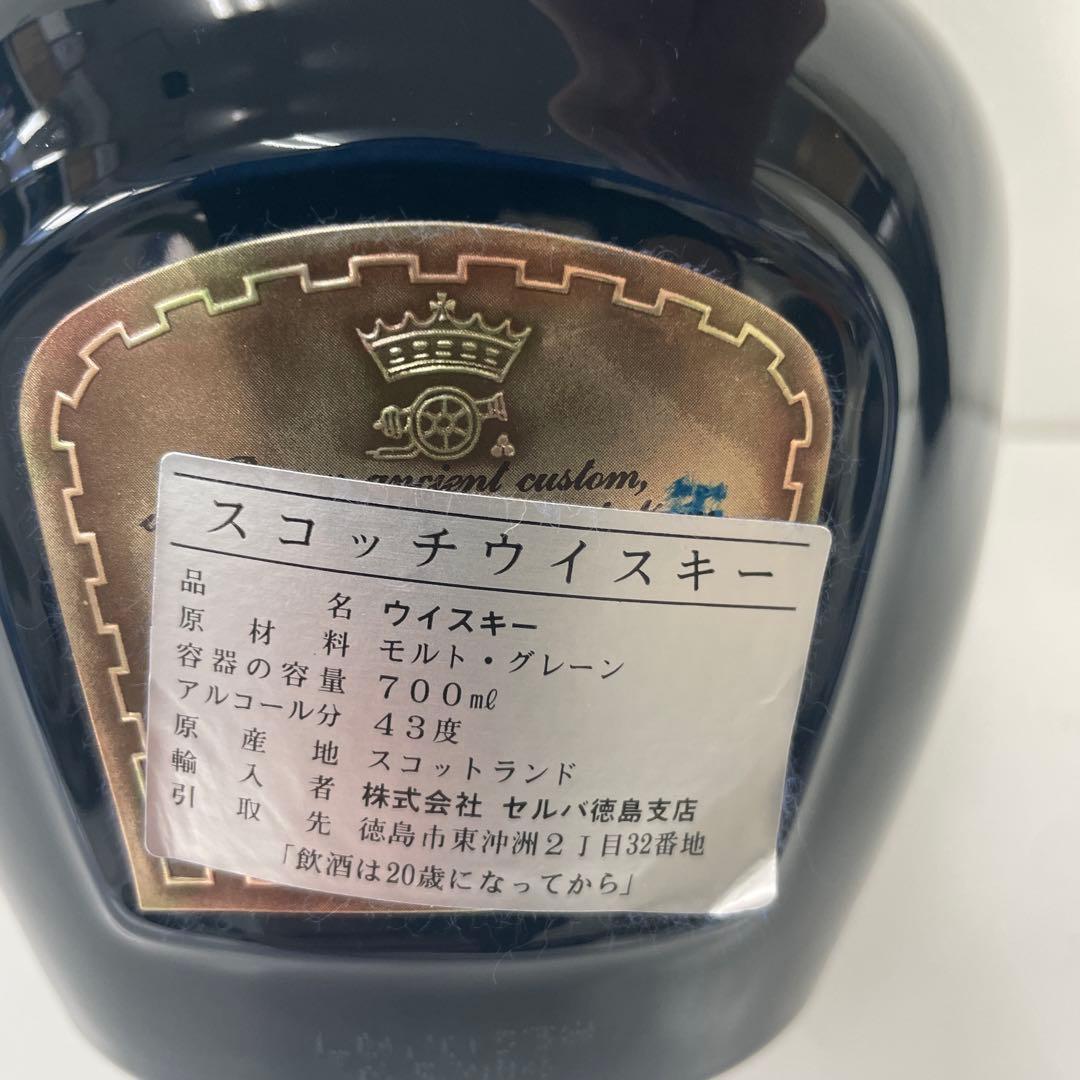 ancient custom,
スコッチウイスキー
品名 ウイスキー
原材料 モルト・グレーン
容器の容量 700㎖
アルコール分 43度
原産地 スコットランド
輸入者 株式会社 セルバ徳島支店
引取先 徳島市東沖洲2丁目32番地
「飲酒は20歳になってから」